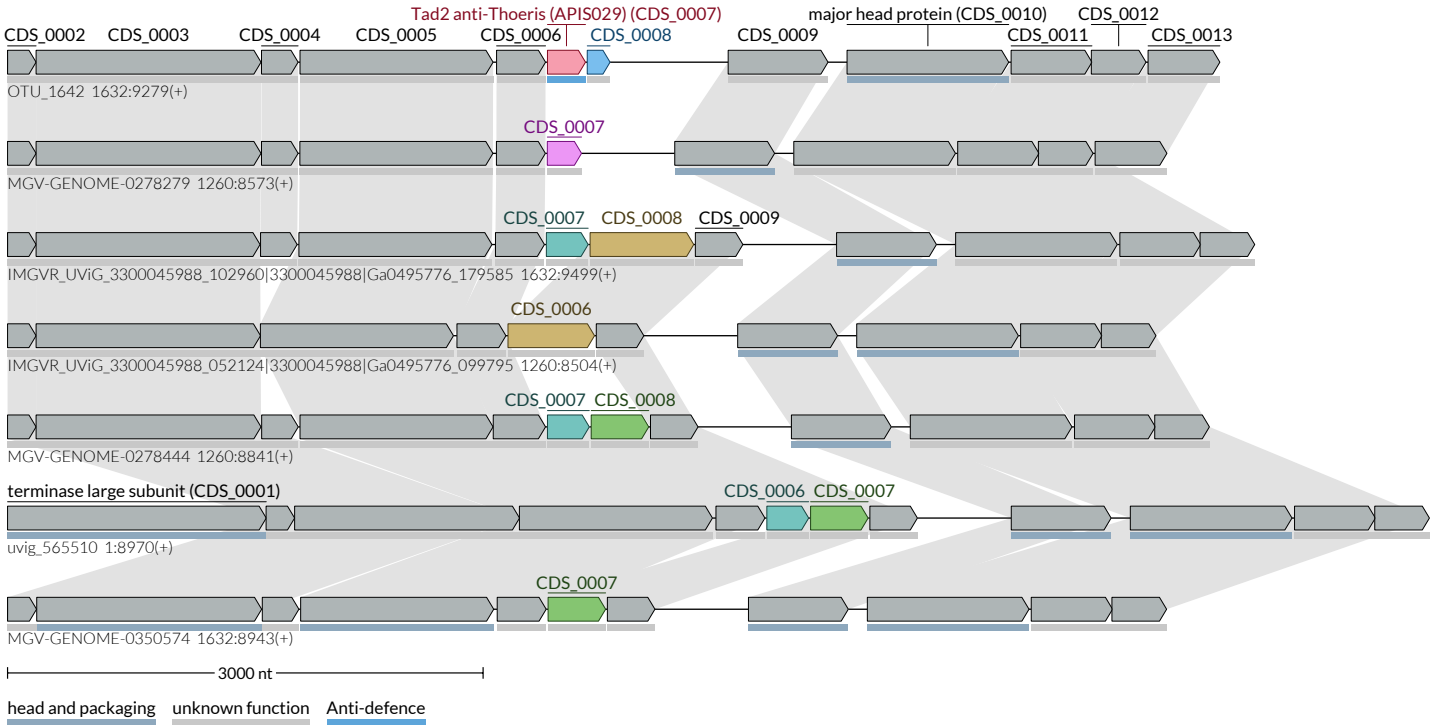 Tad2 anti-Thoeris (APIS029) (CDS_0007)
major head protein (CDS_0010)
CDS_0012
CDS_0002
CDS_0003
CDS_0004
CDS_0005
CDS_0006
CDS_0008
CDS_0009
CDS_0011
CDS_0013
OTU_1642 1632:9279(+)
CDS_0007
MGV-GENOME-0278279 1260:8573(+)
CDS_0007
CDS_0008
CDS_0009
IMGVR_UViG_3300045988_102960|3300045988|Ga0495776_179585 1632:9499(+)
CDS_0006
IMGVR_UViG_3300045988_052124|3300045988|Ga0495776_099795 1260:8504(+)
CDS_0007
CDS_0008
MGV-GENOME-0278444 1260:8841(+)
terminase large subunit (CDS_0001)
CDS_0006
CDS_0007
uvig_565510 1:8970(+)
CDS_0007
MGV-GENOME-0350574 1632:8943(+)
3000 nt
head and packaging
unknown function
Anti-defence